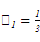 □₁ = 1/3